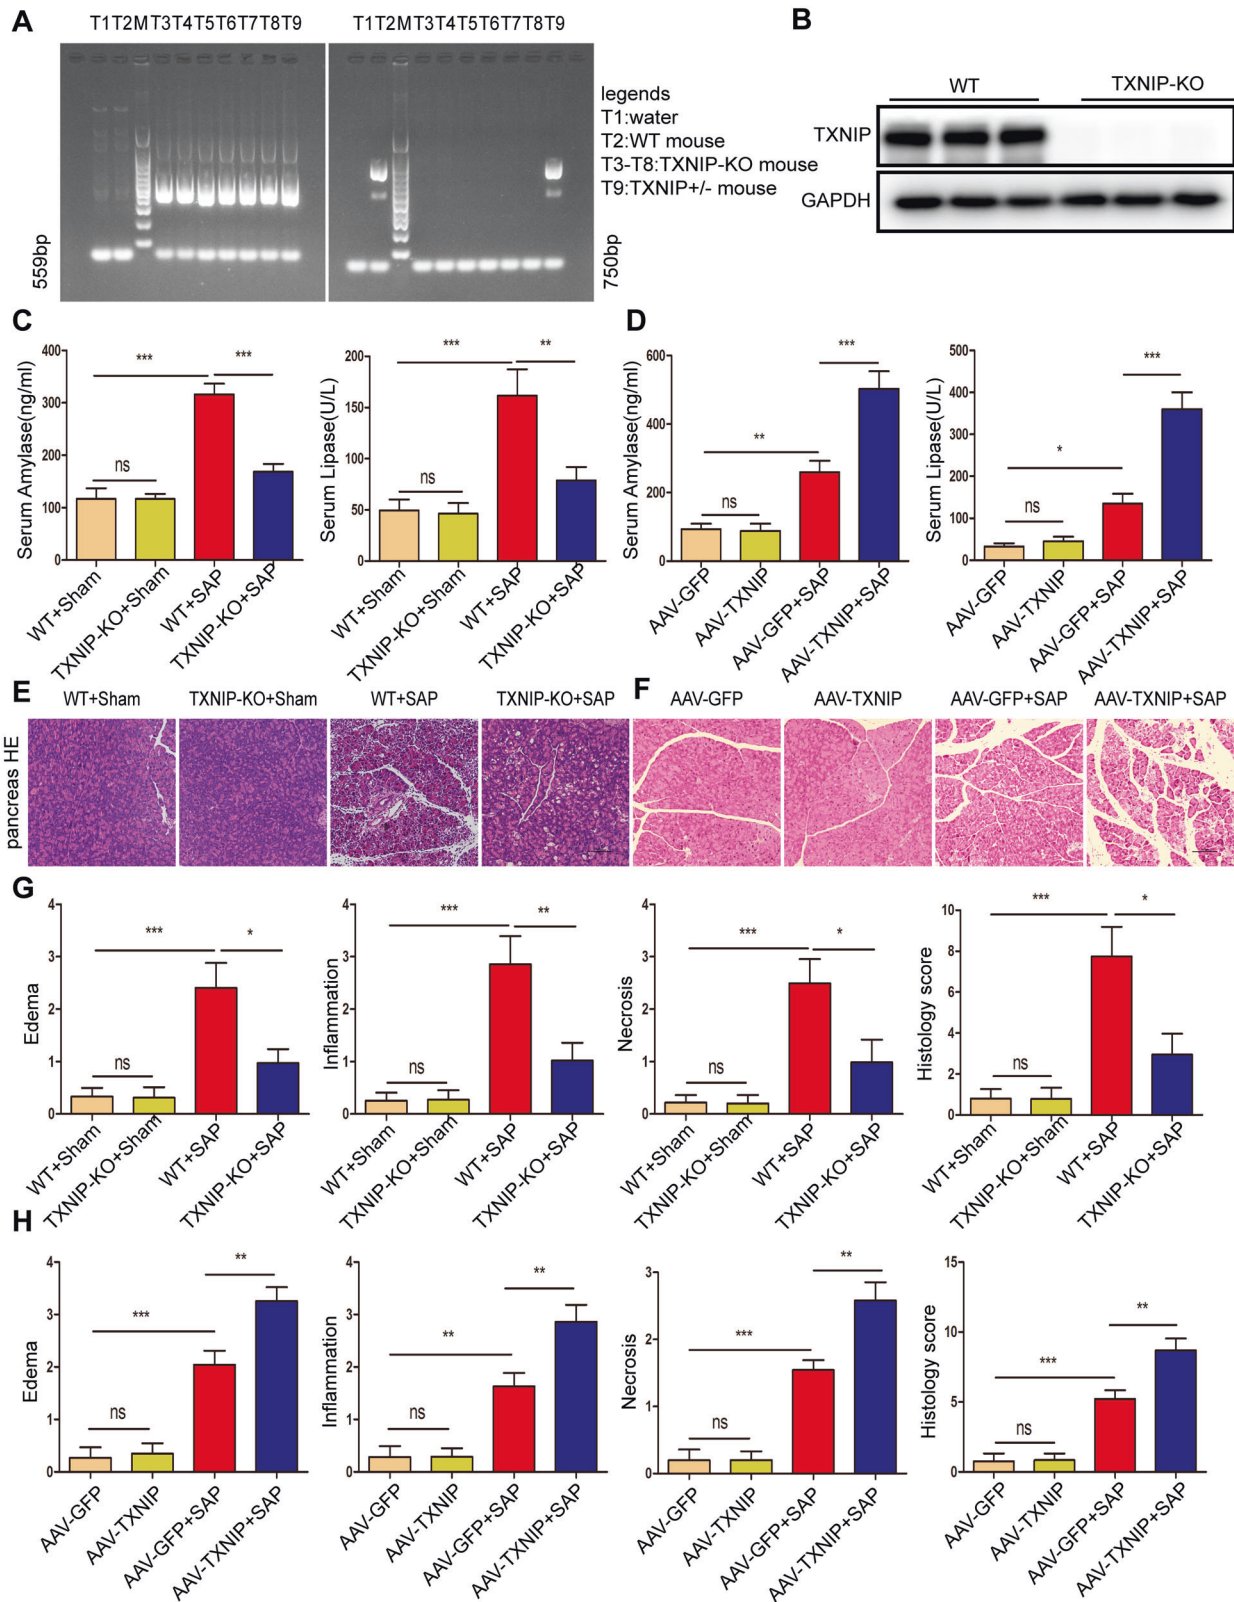 A
T1T2MT3T4T5T6T7T8T9
T1T2MT3T4T5T6T7T8T9
559bp
750bp
legends
T1:water
T2:WT mouse
T3-T8:TXNIP-KO mouse
T9:TXNIP+/- mouse
B
WT
TXNIP-KO
TXNIP
GAPDH
C
Serum Amylase(ng/ml)
400
300
200
100
0
***
***
ns
WT+Sham
TXNIP-KO+Sham
WT+SAP
TXNIP-KO+SAP
Serum Lipase(U/L)
200
150
100
50
0
***
**
ns
WT+Sham
TXNIP-KO+Sham
WT+SAP
TXNIP-KO+SAP
D
Serum Amylase(ng/ml)
600
400
200
0
***
**
ns
AAV-GFP
AAV-TXNIP
AAV-GFP+SAP
AAV-TXNIP+SAP
Serum Lipase(U/L)
500
400
300
200
100
0
***
*
ns
AAV-GFP
AAV-TXNIP
AAV-GFP+SAP
AAV-TXNIP+SAP
E
WT+Sham
TXNIP-KO+Sham
WT+SAP
TXNIP-KO+SAP
F
AAV-GFP
AAV-TXNIP
AAV-GFP+SAP
AAV-TXNIP+SAP
pancreas HE
G
Edema
4
3
2
1
0
***
*
ns
WT+Sham
TXNIP-KO+Sham
WT+SAP
TXNIP-KO+SAP
Inflammation
4
3
2
1
0
***
**
ns
WT+Sham
TXNIP-KO+Sham
WT+SAP
TXNIP-KO+SAP
Necrosis
4
3
2
1
0
***
*
ns
WT+Sham
TXNIP-KO+Sham
WT+SAP
TXNIP-KO+SAP
Histology score
10
8
6
4
2
0
***
*
ns
WT+Sham
TXNIP-KO+Sham
WT+SAP
TXNIP-KO+SAP
H
Edema
4
3
2
1
0
**
***
ns
AAV-GFP
AAV-TXNIP
AAV-GFP+SAP
AAV-TXNIP+SAP
Inflammation
4
3
2
1
0
**
**
ns
AAV-GFP
AAV-TXNIP
AAV-GFP+SAP
AAV-TXNIP+SAP
Necrosis
3
2
1
0
**
***
ns
AAV-GFP
AAV-TXNIP
AAV-GFP+SAP
AAV-TXNIP+SAP
Histology score
15
10
5
0
**
***
ns
AAV-GFP
AAV-TXNIP
AAV-GFP+SAP
AAV-TXNIP+SAP